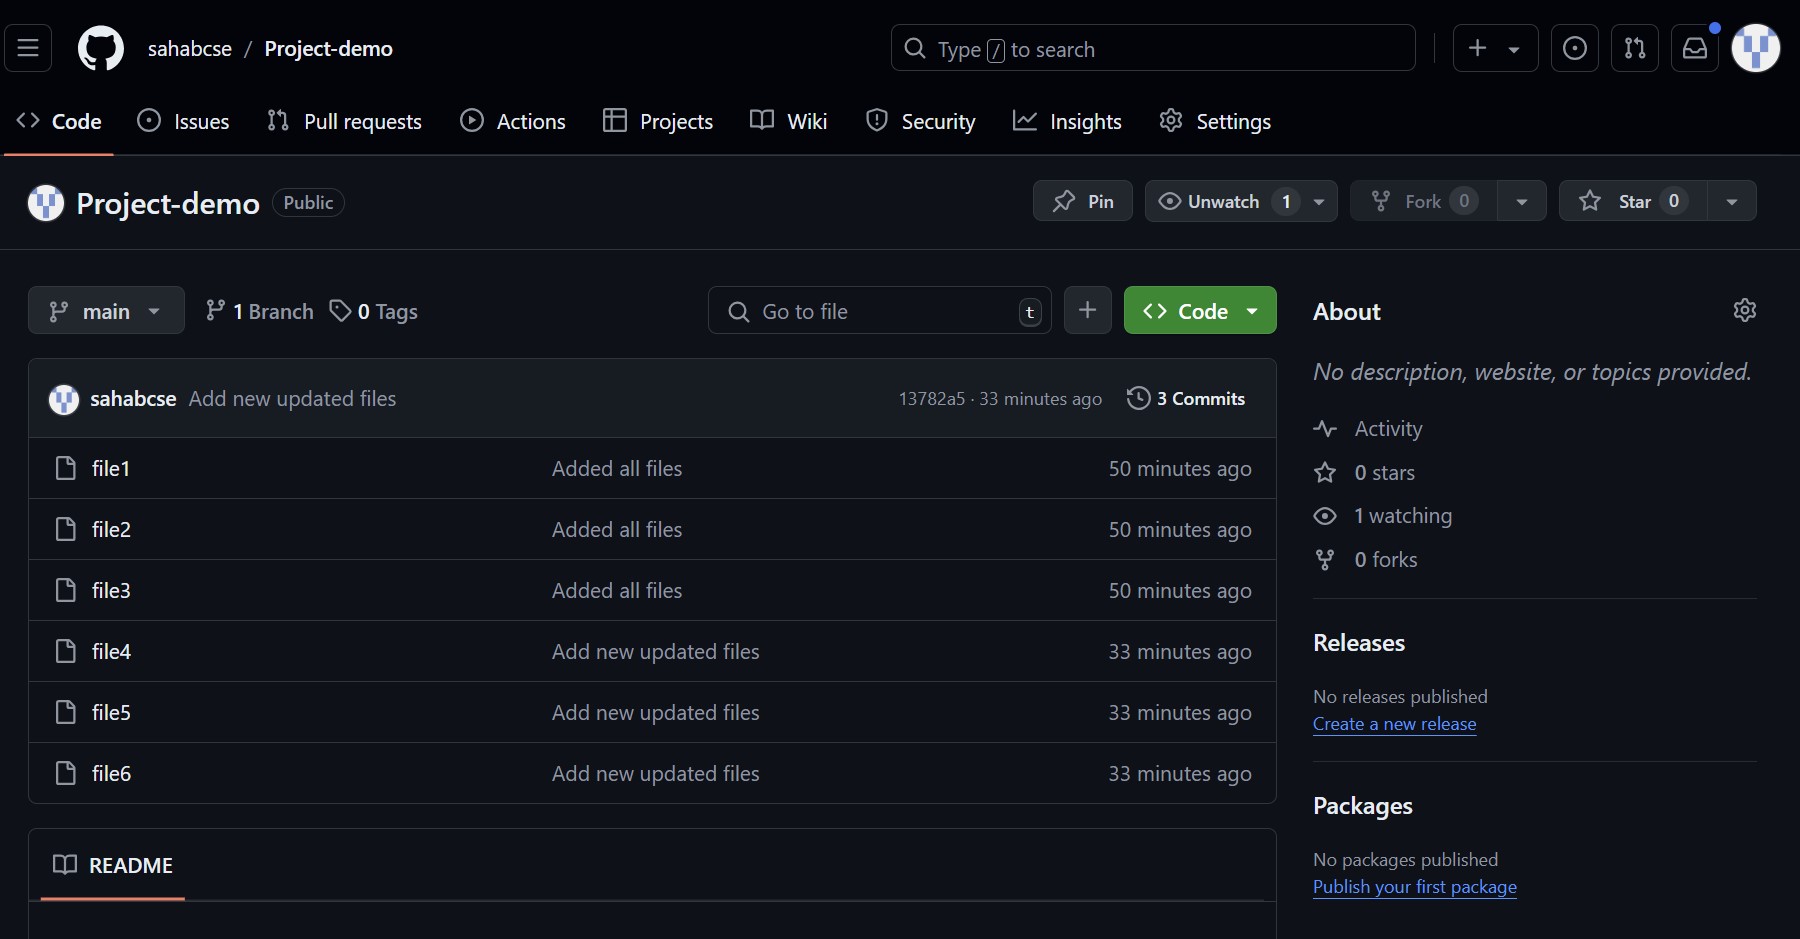 sahabcse / Project-demo
Type / to search
Code Issues Pull requests Actions Projects Wiki Security Insights Settings
Project-demo Public
Pin Unwatch 1 Fork 0 Star 0
main 1 Branch 0 Tags
Go to file t
Code
sahabcse Add new updated files 13782a5 · 33 minutes ago 3 Commits
file1 Added all files 50 minutes ago
file2 Added all files 50 minutes ago
file3 Added all files 50 minutes ago
file4 Add new updated files 33 minutes ago
file5 Add new updated files 33 minutes ago
file6 Add new updated files 33 minutes ago
README
About
No description, website, or topics provided.
Activity
0 stars
1 watching
0 forks
Releases
No releases published
Create a new release
Packages
No packages published
Publish your first package